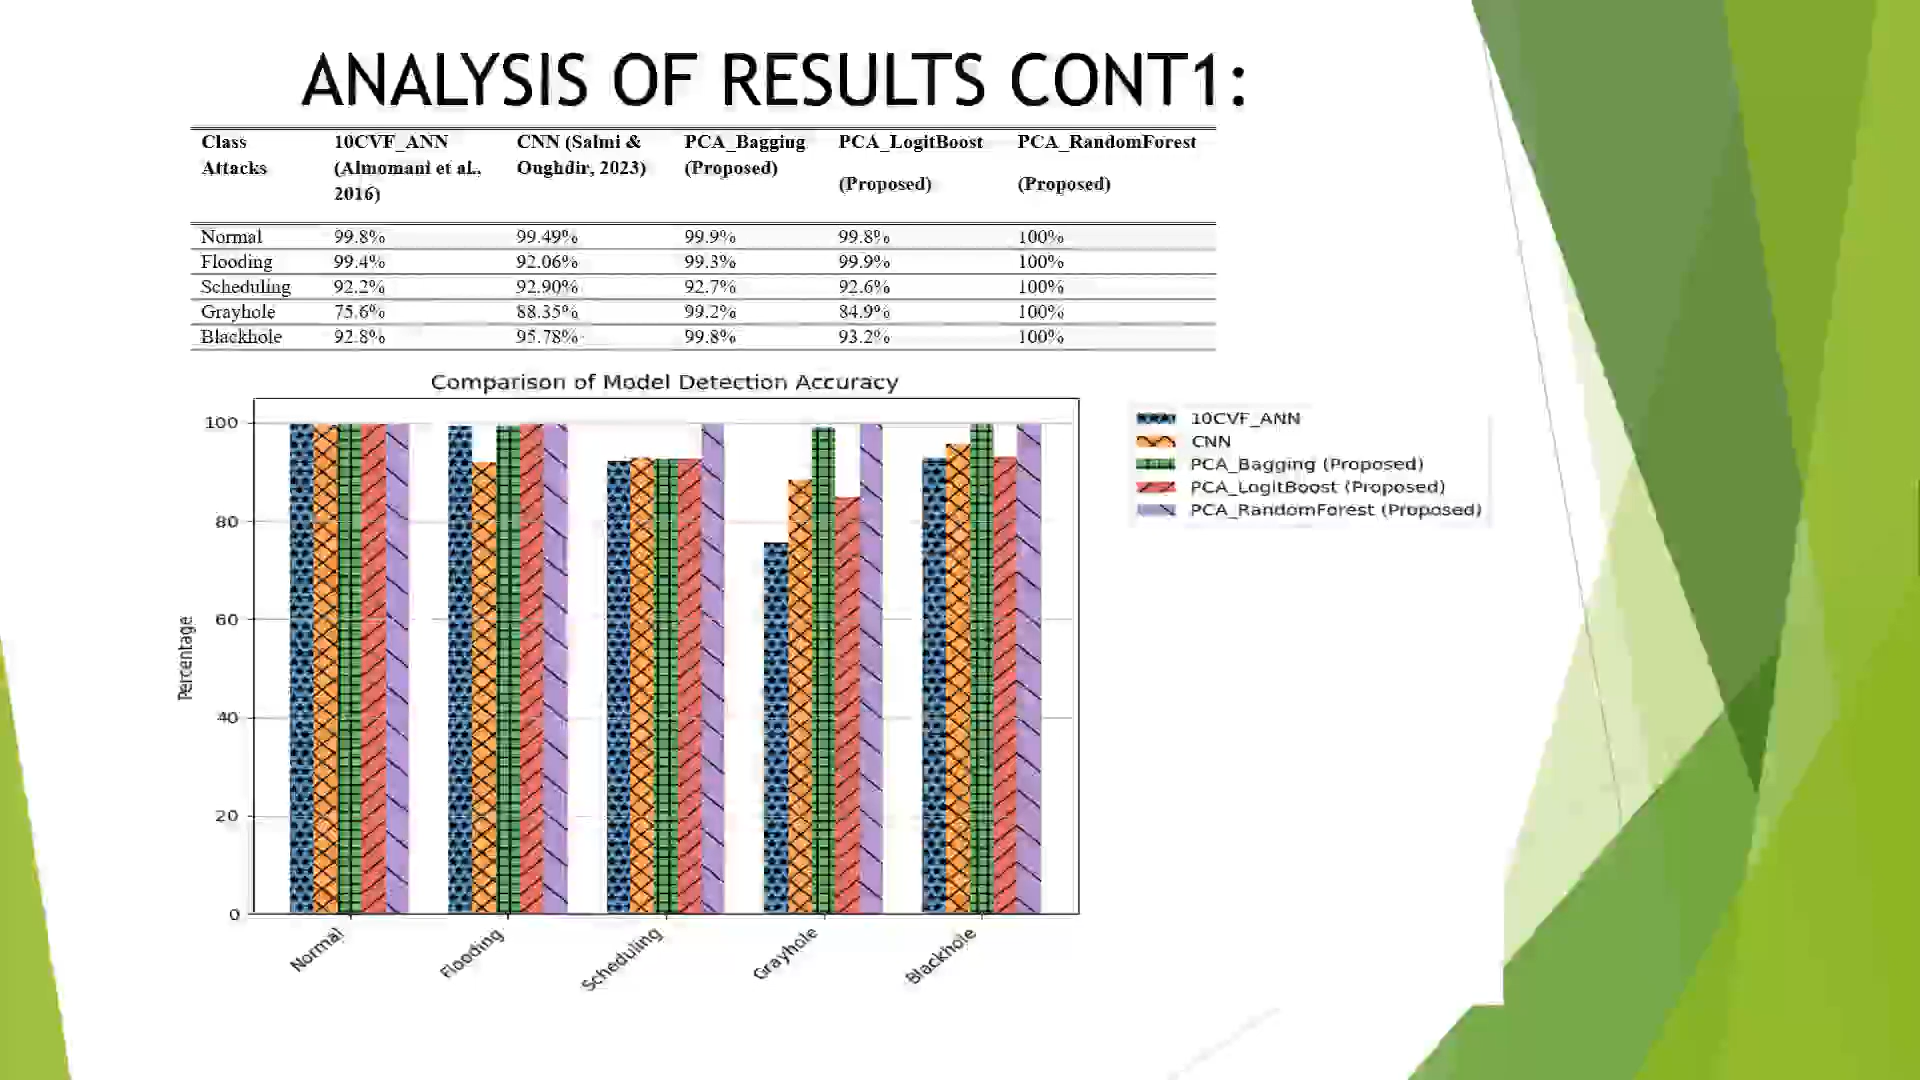 ANALYSIS OF RESULTS CONT1:
Class Attacks | 10CVF_ANN (Almomani et al., 2016) | CNN (Salmi & Oughdir, 2023) | PCA_Bagging (Proposed) | PCA_LogitBoost (Proposed) | PCA_RandomForest (Proposed)
Normal 99.8% 99.49% 99.9% 99.8% 100%
Flooding 99.4% 92.06% 99.3% 99.9% 100%
Scheduling 92.2% 92.90% 92.7% 92.6% 100%
Grayhole 75.6% 88.35% 99.2% 84.9% 100%
Blackhole 92.8% 95.78% 99.8% 93.2% 100%
Comparison of Model Detection Accuracy
100
80
60
40
20
0
Percentage
Normal
Flooding
Scheduling
Grayhole
Blackhole
10CVF_ANN
CNN
PCA_Bagging (Proposed)
PCA_LogitBoost (Proposed)
PCA_RandomForest (Proposed)